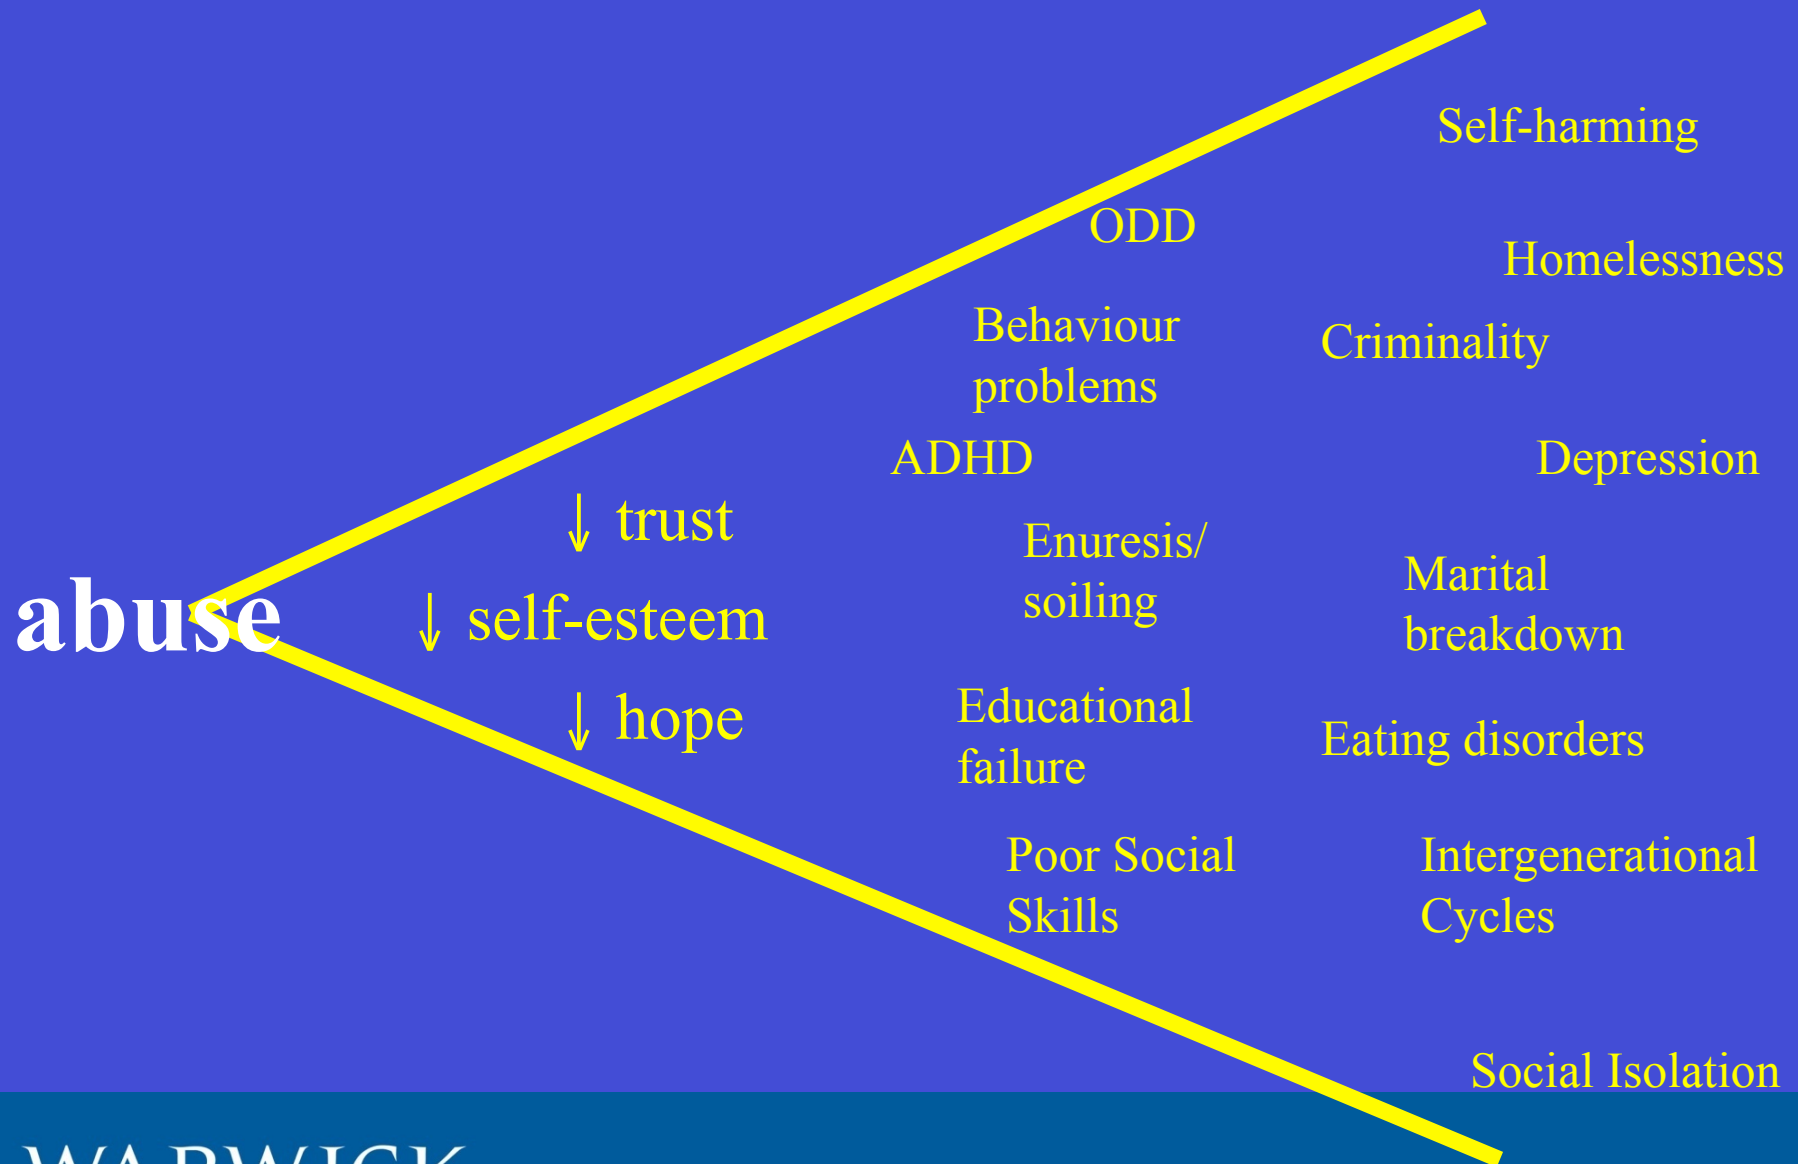 Self-harming
ODD
Homelessness
Behaviour
problems
Criminality
ADHD
Depression
↓ trust
Enuresis/
soiling
Marital
breakdown
abuse
↓ self-esteem
↓ hope
Educational
failure
Eating disorders
Poor Social
Skills
Intergenerational
Cycles
Social Isolation
WARWICK